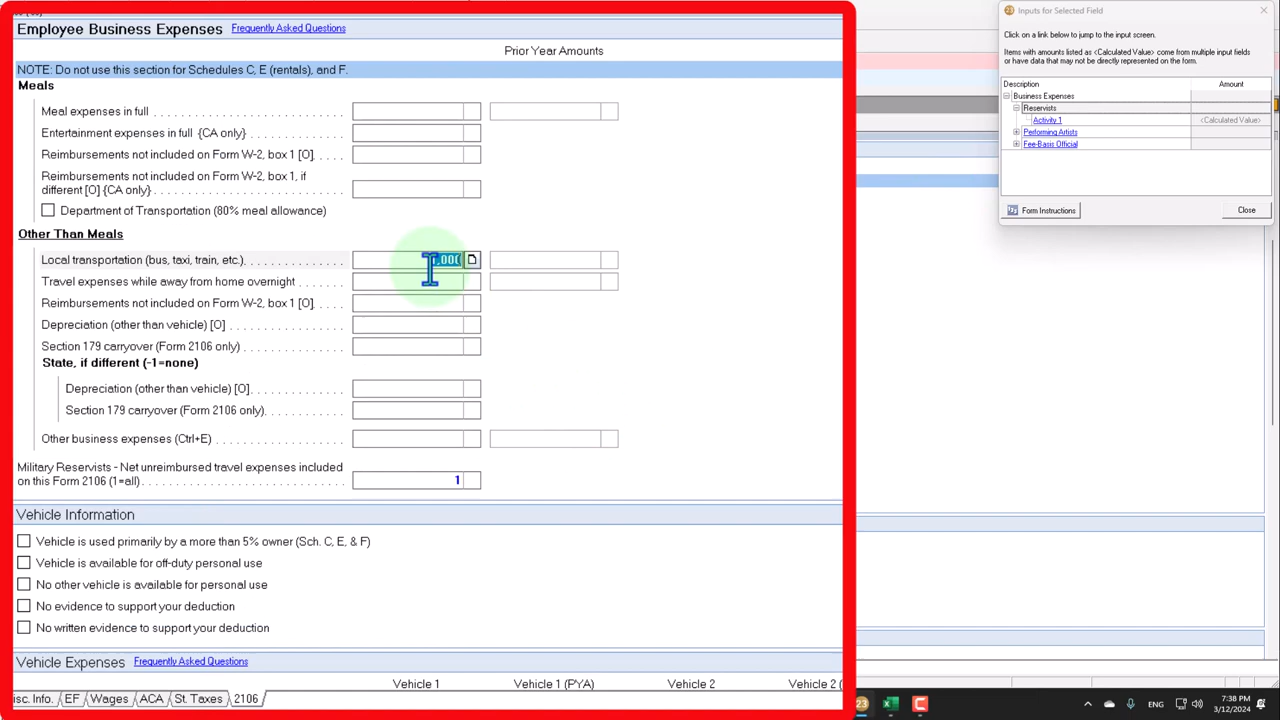 Employee Business Expenses Frequently Asked Questions
Prior Year Amounts
NOTE: Do not use this section for Schedules C, E (rentals), and F.
Meals
Meal expenses in full
Entertainment expenses in full {CA only}
Reimbursements not included on Form W-2, box 1 [O]
Reimbursements not included on Form W-2, box 1, if
different [O] {CA only}
Department of Transportation (80% meal allowance)
Other Than Meals
Local transportation (bus, taxi, train, etc.)
Travel expenses while away from home overnight
Reimbursements not included on Form W-2, box 1 [O]
Depreciation (other than vehicle) [O]
Section 179 carryover (Form 2106 only)
State, if different (-1=none)
Depreciation (other than vehicle) [O]
Section 179 carryover (Form 2106 only)
Other business expenses (Ctrl+E)
Military Reservists - Net unreimbursed travel expenses included
on this Form 2106 (1=all) 1
Vehicle Information
Vehicle is used primarily by a more than 5% owner (Sch. C, E, & F)
Vehicle is available for off-duty personal use
No other vehicle is available for personal use
No evidence to support your deduction
No written evidence to support your deduction
Vehicle Expenses Frequently Asked Questions
Vehicle 1 Vehicle 1 (PYA) Vehicle 2 Vehicle 2 (
isc. Info. EF Wages ACA St. Taxes 2106
Inputs for Selected Field
Click on a link below to jump to the input screen.
Items with amounts listed as <Calculated Value> come from multiple input fields
or have data that may not be directly represented on the form.
Description Amount
Business Expenses
Reservists
Activity 1 <Calculated Value>
Performing Artists
Fee-Basis Official
Form Instructions Close
23 ENG 7:38 PM
3/12/2024